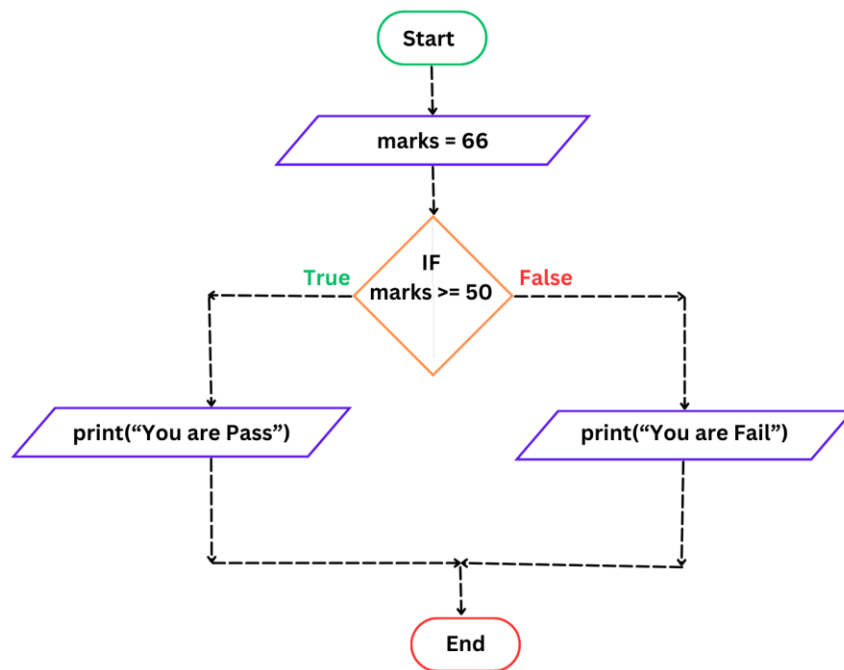 Start
marks = 66
IF
marks >= 50
True
False
print(“You are Pass”)
print(“You are Fail”)
End